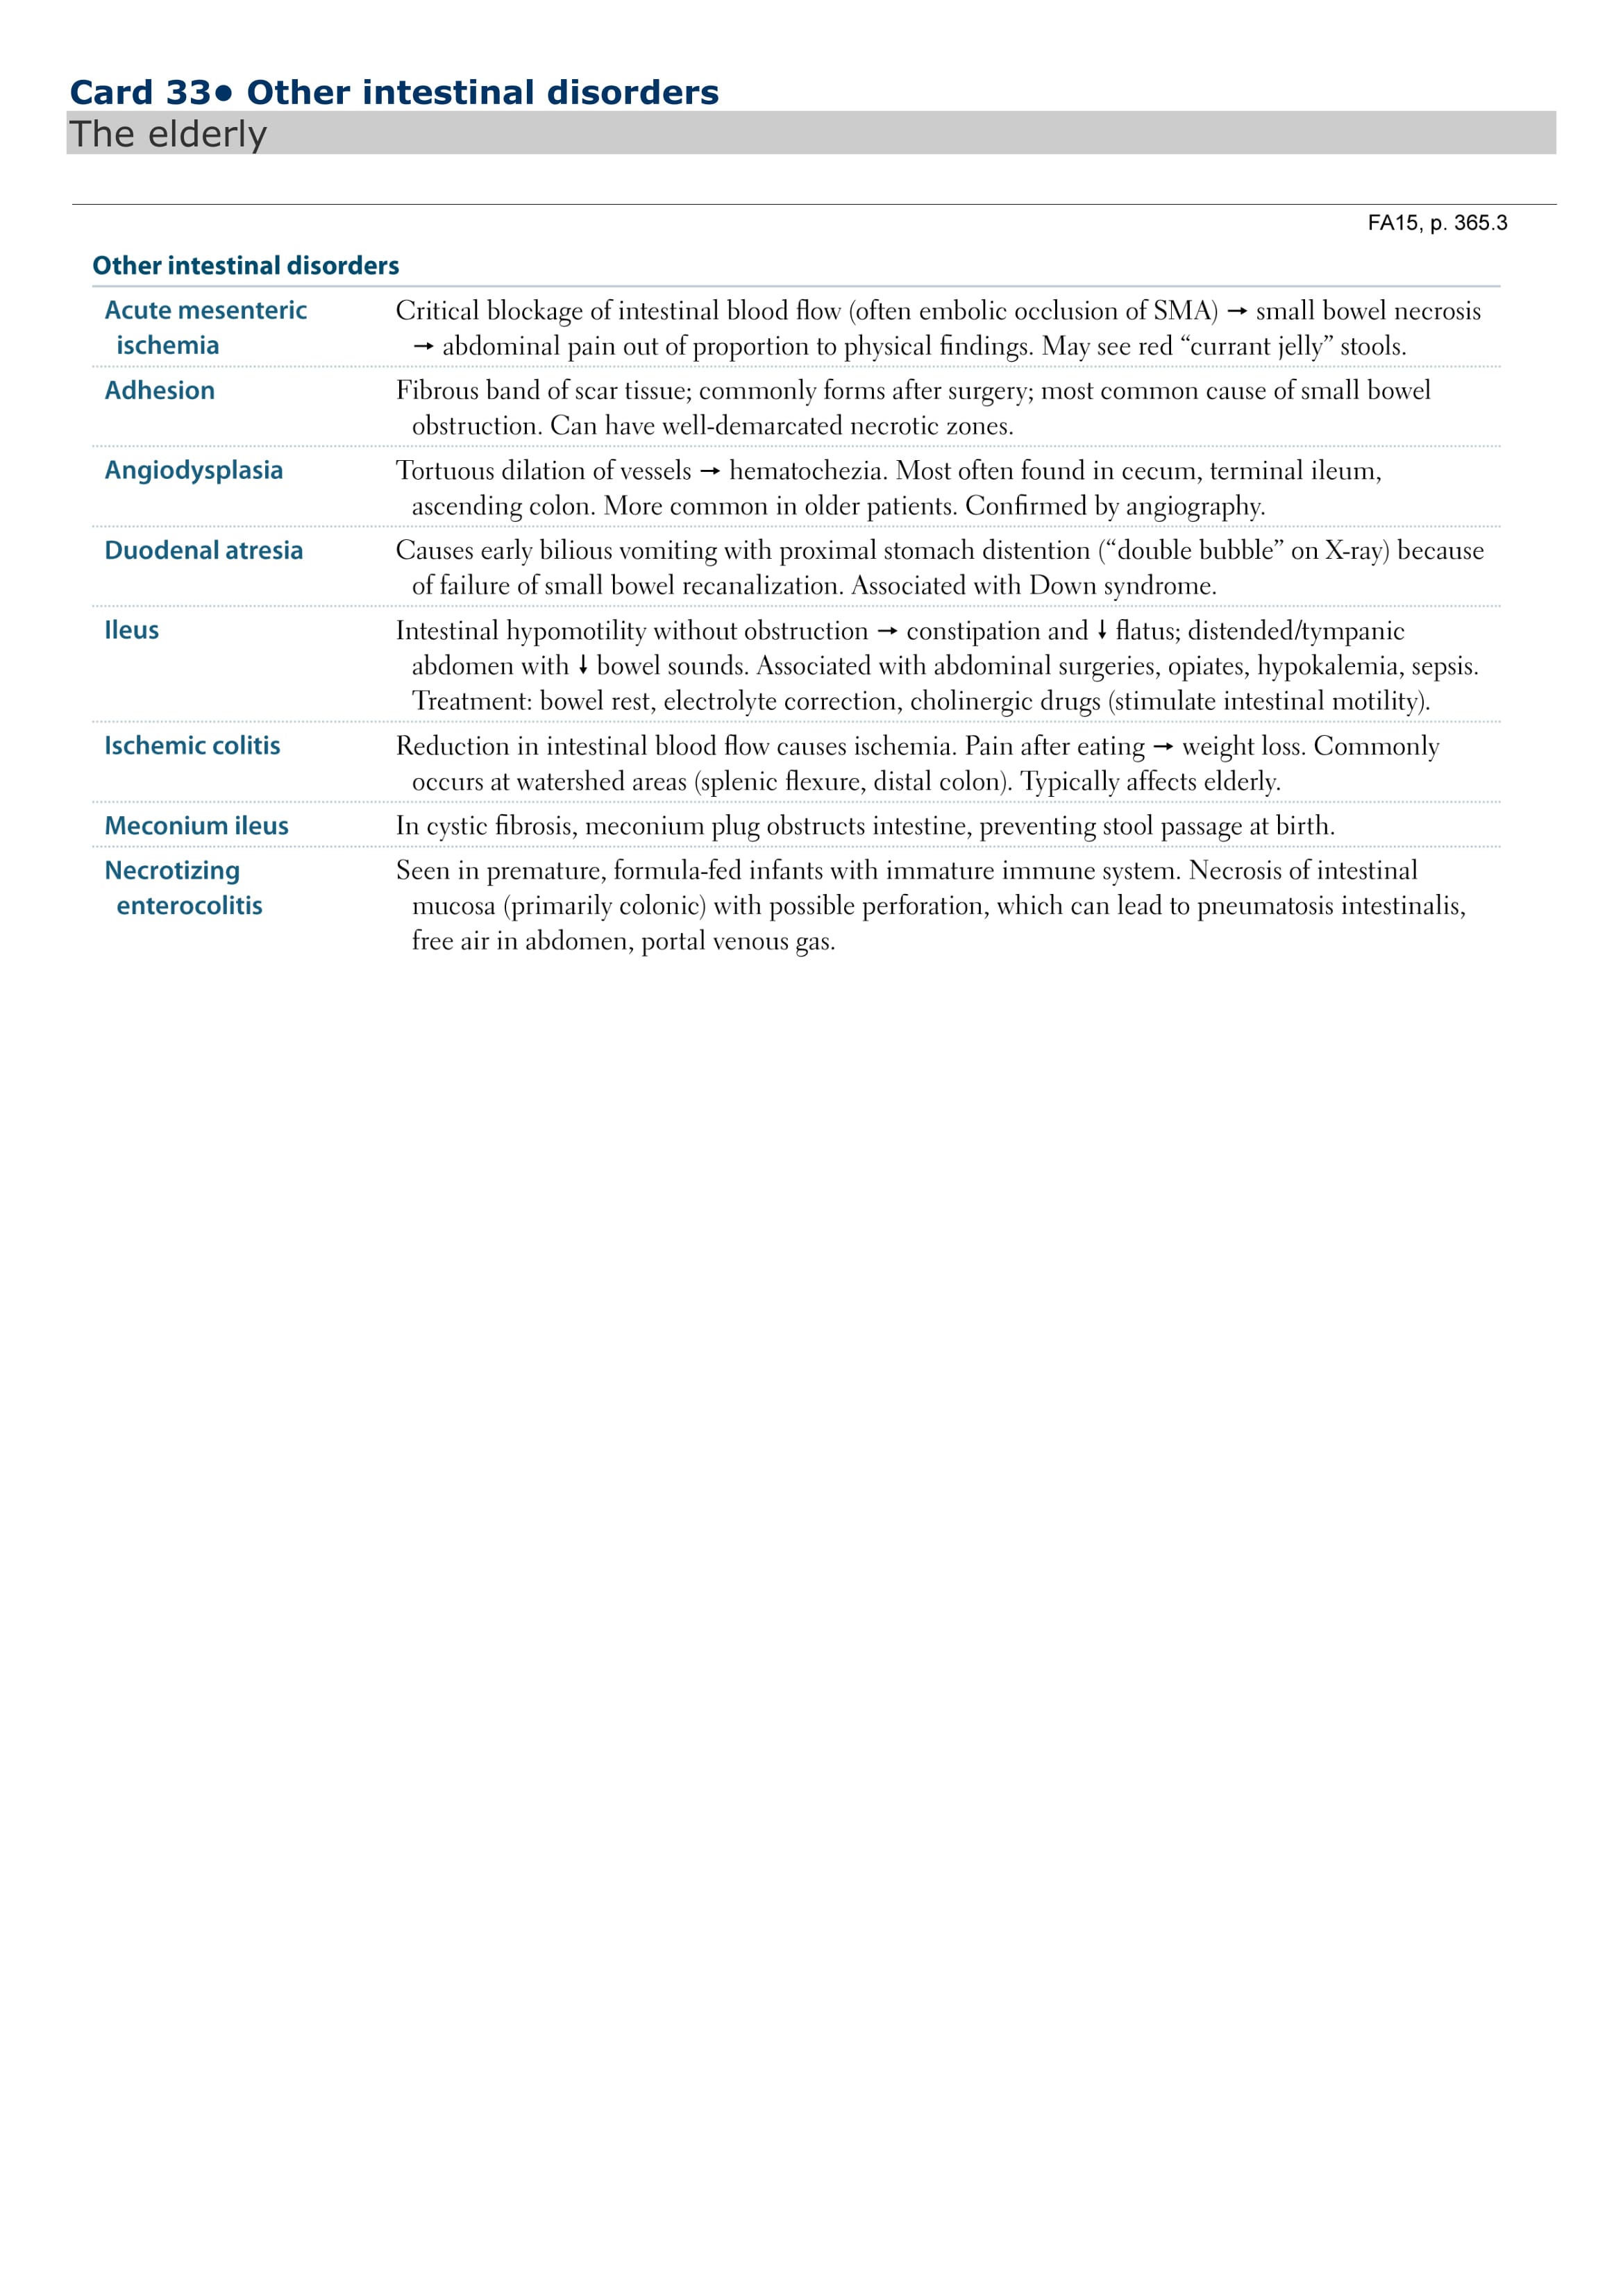 Card 33• Other intestinal disorders
The elderly
FA15, p. 365.3
Other intestinal disorders
Acute mesenteric ischemia
Critical blockage of intestinal blood flow (often embolic occlusion of SMA) → small bowel necrosis
→ abdominal pain out of proportion to physical findings. May see red “currant jelly” stools.
Adhesion
Fibrous band of scar tissue; commonly forms after surgery; most common cause of small bowel
obstruction. Can have well-demarcated necrotic zones.
Angiodysplasia
Tortuous dilation of vessels → hematochezia. Most often found in cecum, terminal ileum,
ascending colon. More common in older patients. Confirmed by angiography.
Duodenal atresia
Causes early bilious vomiting with proximal stomach distention (“double bubble” on X-ray) because
of failure of small bowel recanalization. Associated with Down syndrome.
Ileus
Intestinal hypomotility without obstruction → constipation and ↓ flatus; distended/tympanic
abdomen with ↓ bowel sounds. Associated with abdominal surgeries, opiates, hypokalemia, sepsis.
Treatment: bowel rest, electrolyte correction, cholinergic drugs (stimulate intestinal motility).
Ischemic colitis
Reduction in intestinal blood flow causes ischemia. Pain after eating → weight loss. Commonly
occurs at watershed areas (splenic flexure, distal colon). Typically affects elderly.
Meconium ileus
In cystic fibrosis, meconium plug obstructs intestine, preventing stool passage at birth.
Necrotizing
enterocolitis
Seen in premature, formula-fed infants with immature immune system. Necrosis of intestinal
mucosa (primarily colonic) with possible perforation, which can lead to pneumatosis intestinalis,
free air in abdomen, portal venous gas.